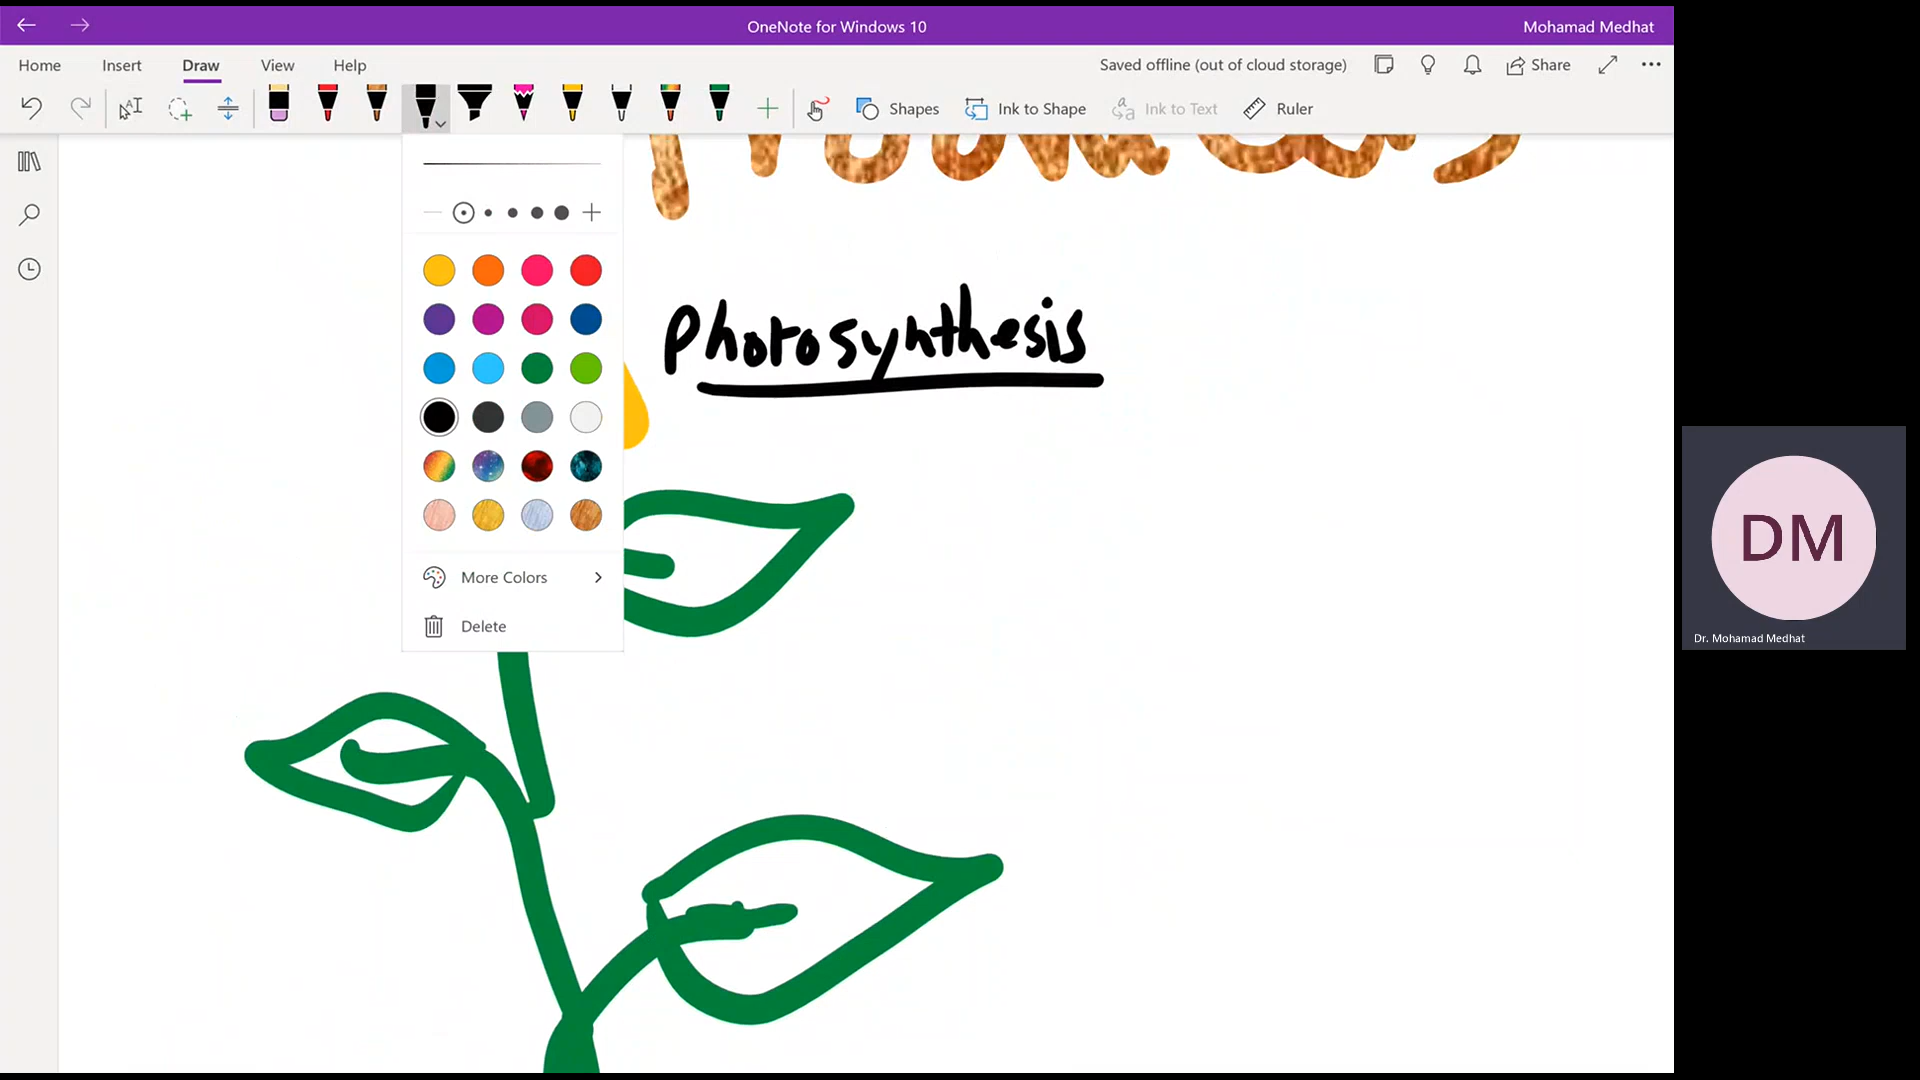 OneNote for Windows 10
Mohamad Medhat
Home Insert Draw View Help
Saved offline (out of cloud storage)
Share
Shapes
Ink to Shape
Ink to Text
Ruler
Photosynthesis
More Colors
Delete
DM
Dr. Mohamad Medhat